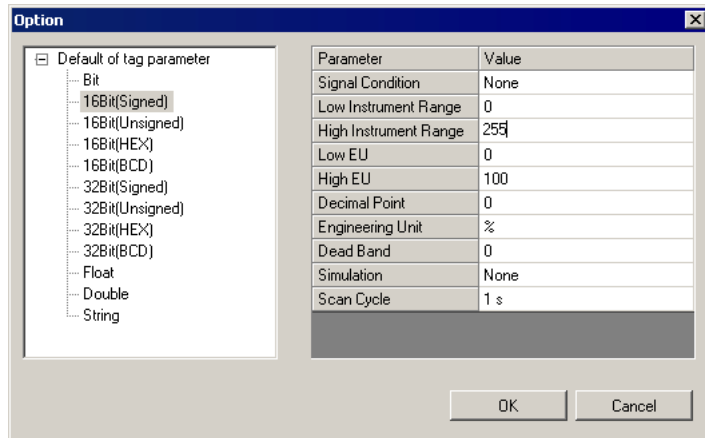 Option
Default of tag parameter
Bit
16Bit(Signed)
16Bit(Unsigned)
16Bit(HEX)
16Bit(BCD)
32Bit(Signed)
32Bit(Unsigned)
32Bit(HEX)
32Bit(BCD)
Float
Double
String
Parameter Value
Signal Condition None
Low Instrument Range 0
High Instrument Range 255
Low EU 0
High EU 100
Decimal Point 0
Engineering Unit %
Dead Band 0
Simulation None
Scan Cycle 1 s
OK Cancel